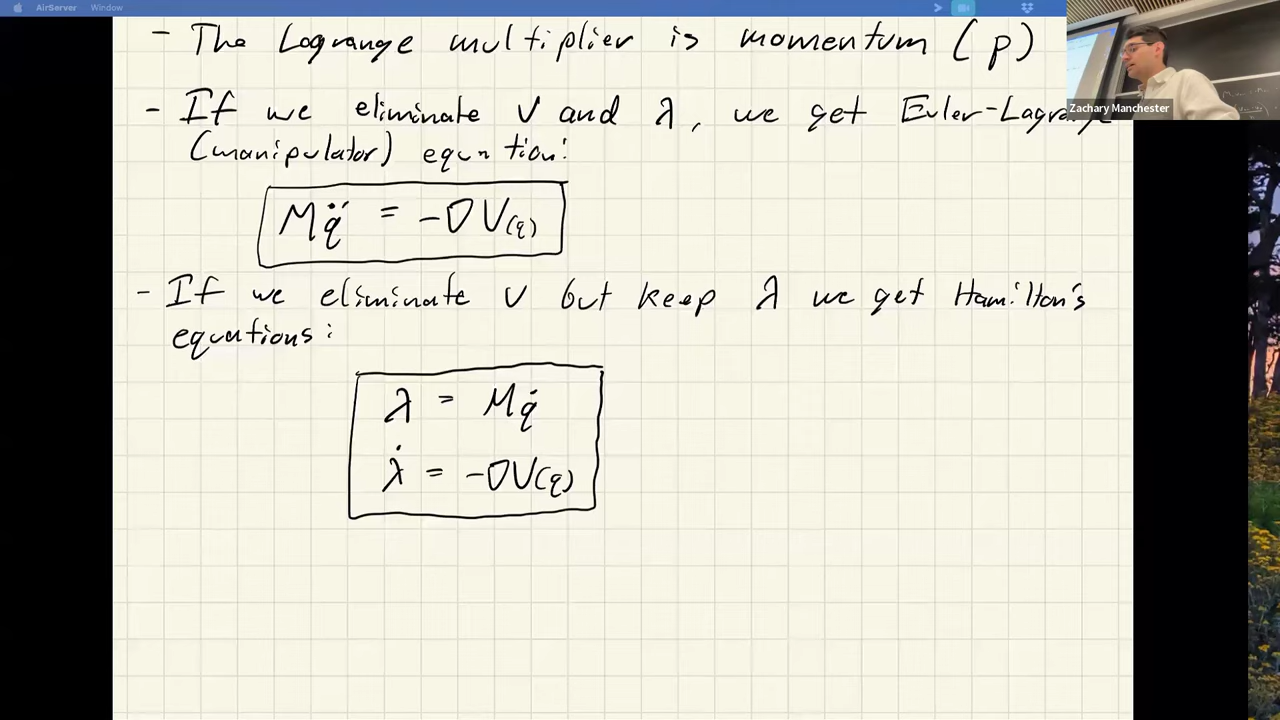 AirServer Window
- The Lagrange multiplier is momentum (p)
- If we eliminate v and λ, we get Euler-Lagrange
(manipulator) equation:
Mq̈ = -∇V(q)
- If we eliminate v but keep λ we get Hamilton's
equations:
λ = Mq̇
λ̇ = -∇U(q)
Zachary Manchester